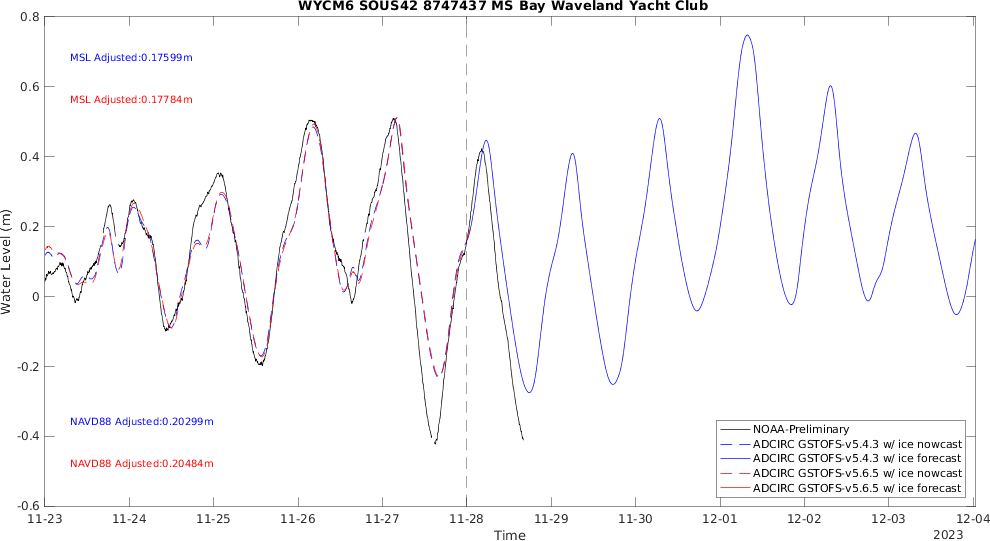 WYCM6 SOUS42 8747437 MS Bay Waveland Yacht Club
0.8
0.6
0.4
0.2
0
-0.2
-0.4
-0.6
Water Level (m)
MSL Adjusted:0.17599m
MSL Adjusted:0.17784m
NAVD88 Adjusted:0.20299m
NAVD88 Adjusted:0.20484m
NOAA-Preliminary
ADCIRC GSTOFS-v5.4.3 w/ ice nowcast
ADCIRC GSTOFS-v5.4.3 w/ ice forecast
ADCIRC GSTOFS-v5.6.5 w/ ice nowcast
ADCIRC GSTOFS-v5.6.5 w/ ice forecast
11-23 11-24 11-25 11-26 11-27 11-28 11-29 11-30 12-01 12-02 12-03 12-04
Time
2023